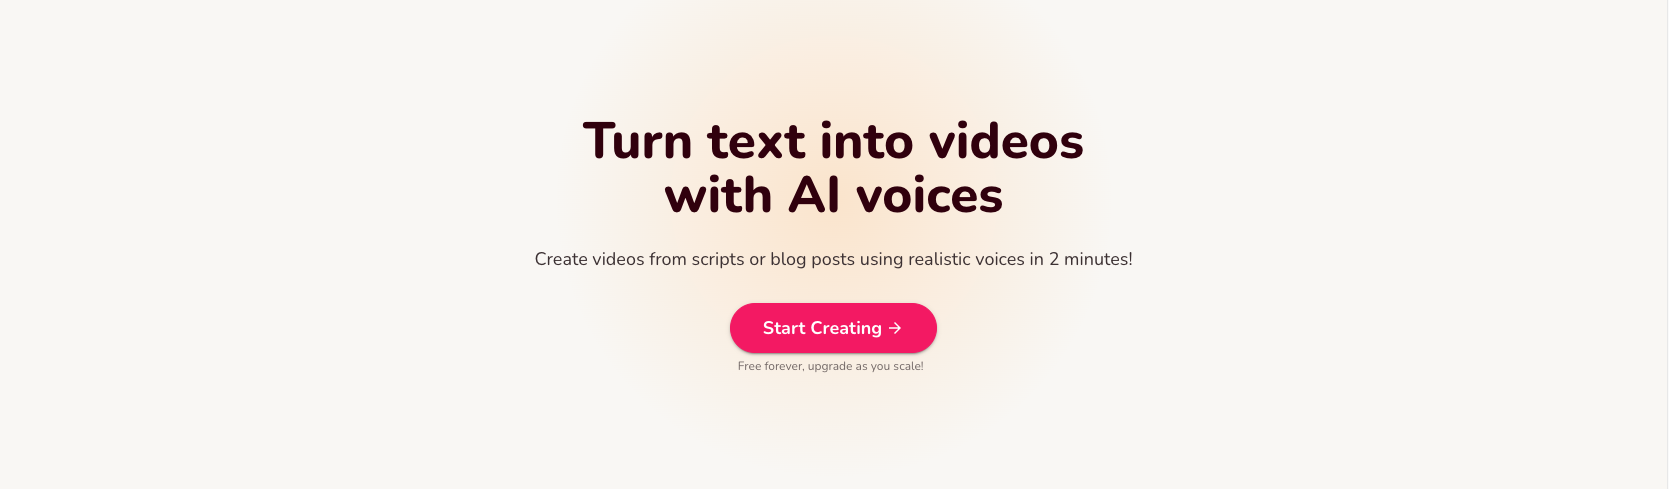 Turn text into videos
with AI voices
Create videos from scripts or blog posts using realistic voices in 2 minutes!
Start Creating →
Free forever, upgrade as you scale!